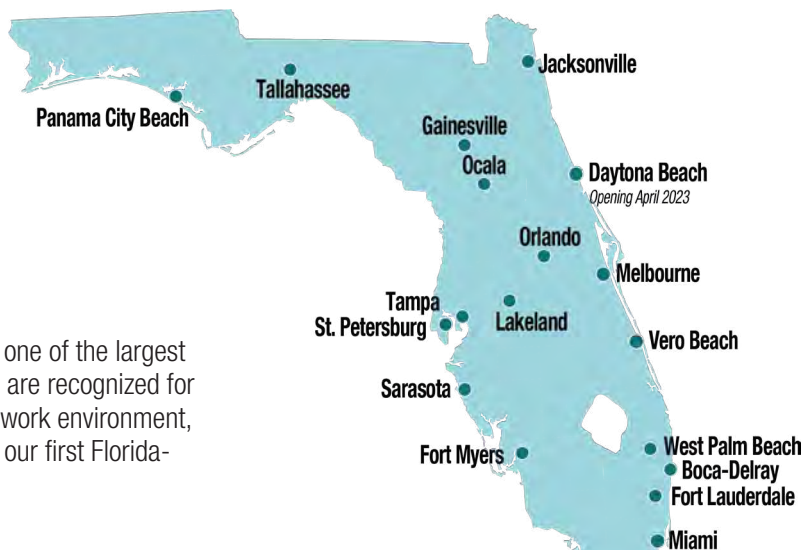 Jacksonville
Tallahassee
Panama City Beach
Gainesville
Ocala
Daytona Beach
Opening April 2023
Orlando
Melbourne
Tampa
St. Petersburg
Lakeland
Vero Beach
Sarasota
Fort Myers
West Palm Beach
Boca-Delray
Fort Lauderdale
Miami
one of the largest
are recognized for
work environment,
our first Florida-